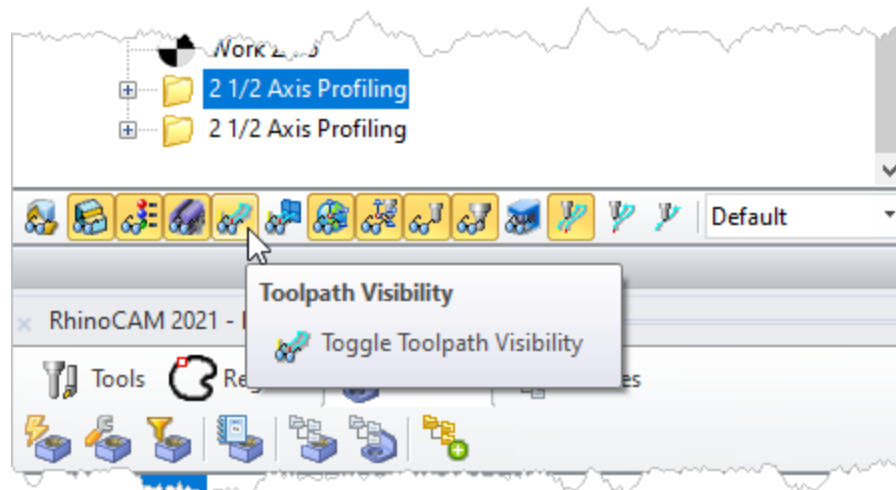 2 1/2 Axis Profiling
2 1/2 Axis Profiling
Default
Toolpath Visibility
RhinoCAM 2021 -
Toggle Toolpath Visibility
Tools